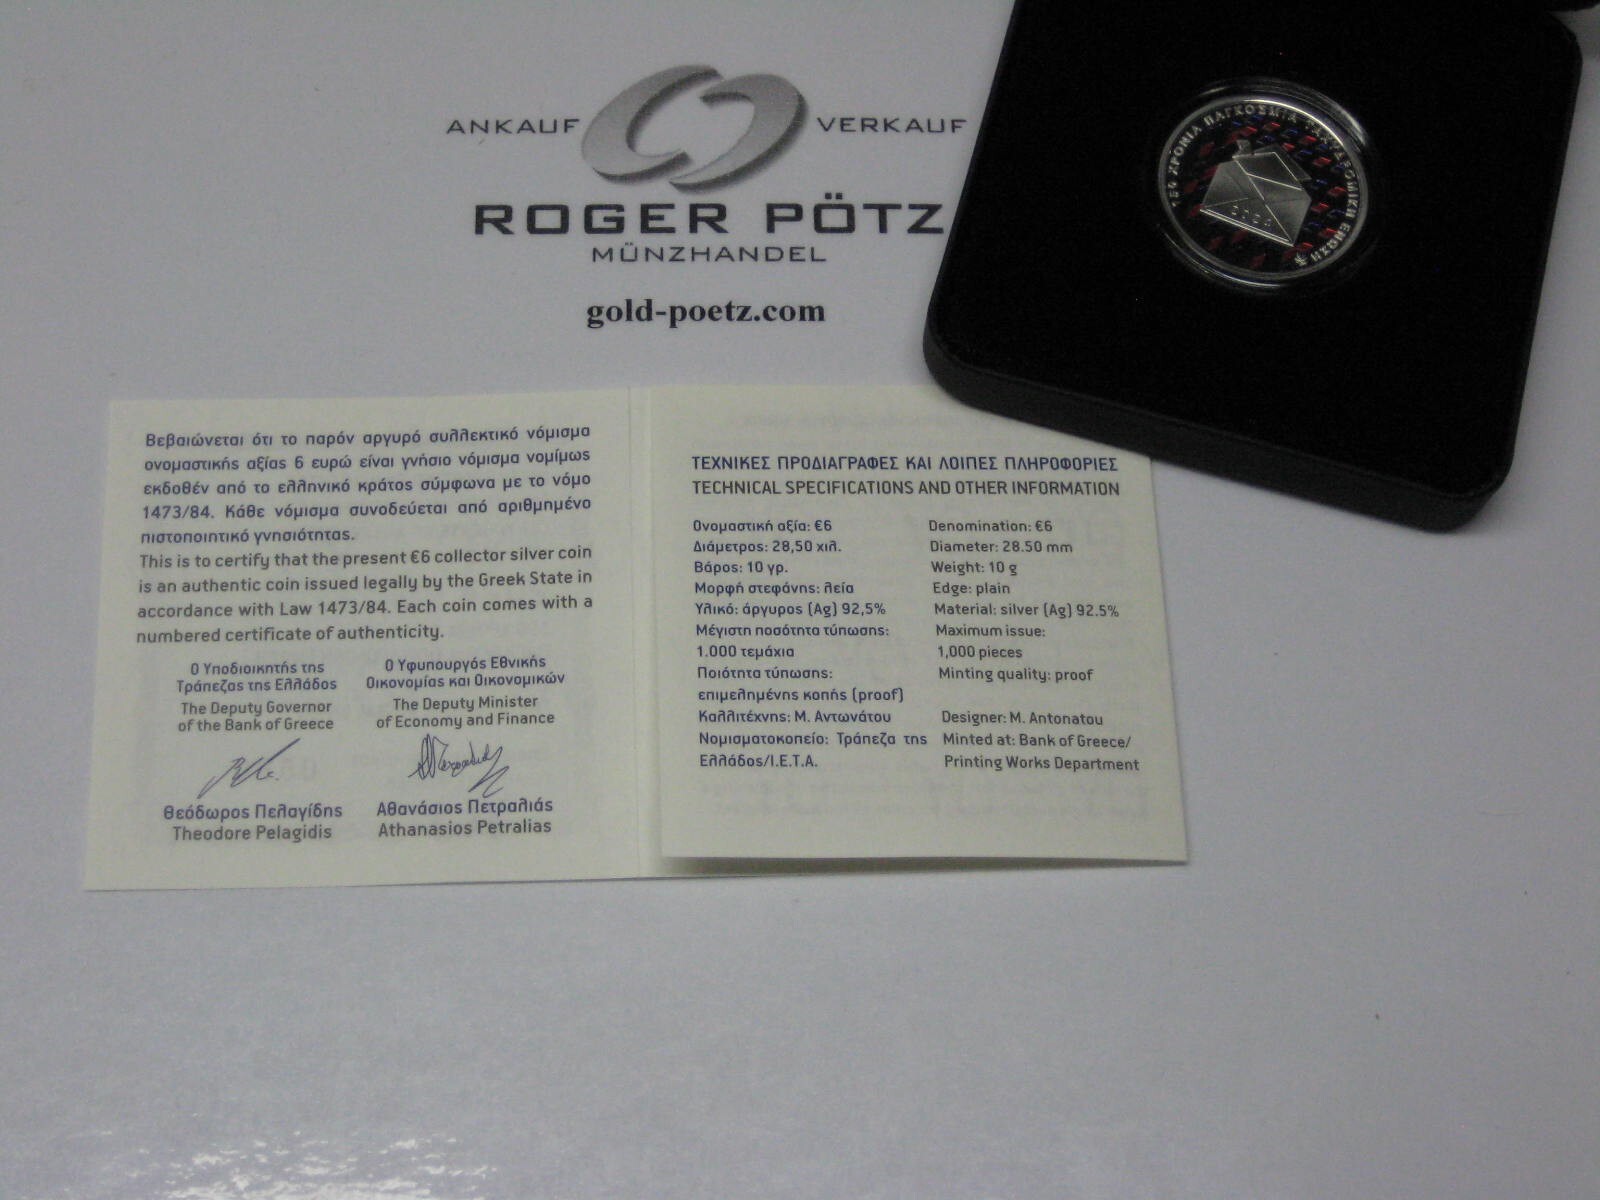 ANKAUF VERKAUF
ROGER PÖTZ
MÜNZHANDEL
gold-poetz.com
150 ΧΡΟΝΙΑ ΠΑΓΚΟΣΜΙΑ ΤΑΧΥΔΡΟΜΙΚΗ ΕΝΩΣΗ
2024
Βεβαιώνεται ότι το παρόν αργυρό συλλεκτικό νόμισμα
ονομαστικής αξίας 6 ευρώ είναι γνήσιο νόμισμα νομίμως
εκδοθέν από το ελληνικό κράτος σύμφωνα με το νόμο
1473/84. Κάθε νόμισμα συνοδεύεται από αριθμημένο
πιστοποιητικό γνησιότητας.
This is to certify that the present €6 collector silver coin
is an authentic coin issued legally by the Greek State in
accordance with Law 1473/84. Each coin comes with a
numbered certificate of authenticity.
Ο Υποδιοικητής της
Τράπεζας της Ελλάδος
The Deputy Governor
of the Bank of Greece
Θεόδωρος Πελαγίδης
Theodore Pelagidis
Ο Υφυπουργός Εθνικής
Οικονομίας και Οικονομικών
The Deputy Minister
of Economy and Finance
Αθανάσιος Πετραλιάς
Athanasios Petralias
ΤΕΧΝΙΚΕΣ ΠΡΟΔΙΑΓΡΑΦΕΣ ΚΑΙ ΛΟΙΠΕΣ ΠΛΗΡΟΦΟΡΙΕΣ
TECHNICAL SPECIFICATIONS AND OTHER INFORMATION
Ονομαστική αξία: €6
Διάμετρος: 28,50 χιλ.
Βάρος: 10 γρ.
Μορφή στεφάνης: λεία
Υλικό: άργυρος (Ag) 92,5%
Μέγιστη ποσότητα τύπωσης:
1.000 τεμάχια
Ποιότητα τύπωσης:
επιμελημένης κοπής (proof)
Καλλιτέχνης: Μ. Αντωνάτου
Νομισματοκοπείο: Τράπεζα της
Ελλάδος/Ι.Ε.Τ.Α.
Denomination: €6
Diameter: 28.50 mm
Weight: 10 g
Edge: plain
Material: silver (Ag) 92.5%
Maximum issue:
1,000 pieces
Minting quality: proof
Designer: M. Antonatou
Minted at: Bank of Greece/
Printing Works Department